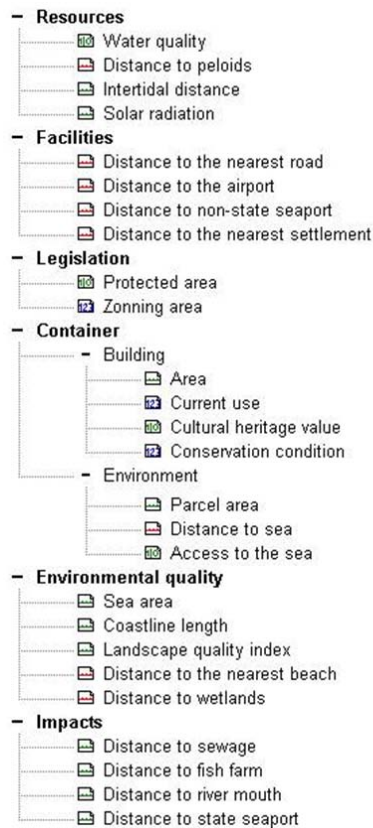 Resources
Water quality
Distance to peloids
Intertidal distance
Solar radiation
Facilities
Distance to the nearest road
Distance to the airport
Distance to non-state seaport
Distance to the nearest settlement
Legislation
Protected area
Zonning area
Container
Building
Area
Current use
Cultural heritage value
Conservation condition
Environment
Parcel area
Distance to sea
Access to the sea
Environmental quality
Sea area
Coastline length
Landscape quality index
Distance to the nearest beach
Distance to wetlands
Impacts
Distance to sewage
Distance to fish farm
Distance to river mouth
Distance to state seaport